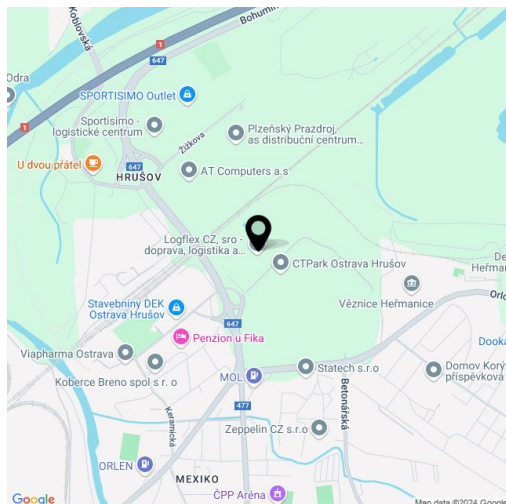 Koblovská
Bohumín
1
647
Odra
SPORTISIMO Outlet
Sportisimo -
logistické centrum
Plzeňský Prazdroj,
as distribuční centrum...
1
Žižkova
U dvou přátel
647
AT Computers a.s
HRUŠOV
Logflex CZ, sro -
doprava, logistika a...
CTPark Ostrava Hrušov
De
Heřma
Věznice Heřmanice
Orlo
Stavebniny DEK
Ostrava Hrušov
647
Penzion u Fika
Dooka
Viapharma Ostrava
Koberce Breno spol s r. o
MOL
Statech s.r.o
Domov Korý
příspěvková
Betonářská
477
Keramická
Zeppelin CZ s.r.o
ORLEN
MEXIKO
ČPP Aréna
Google
Map data ©2024 Google